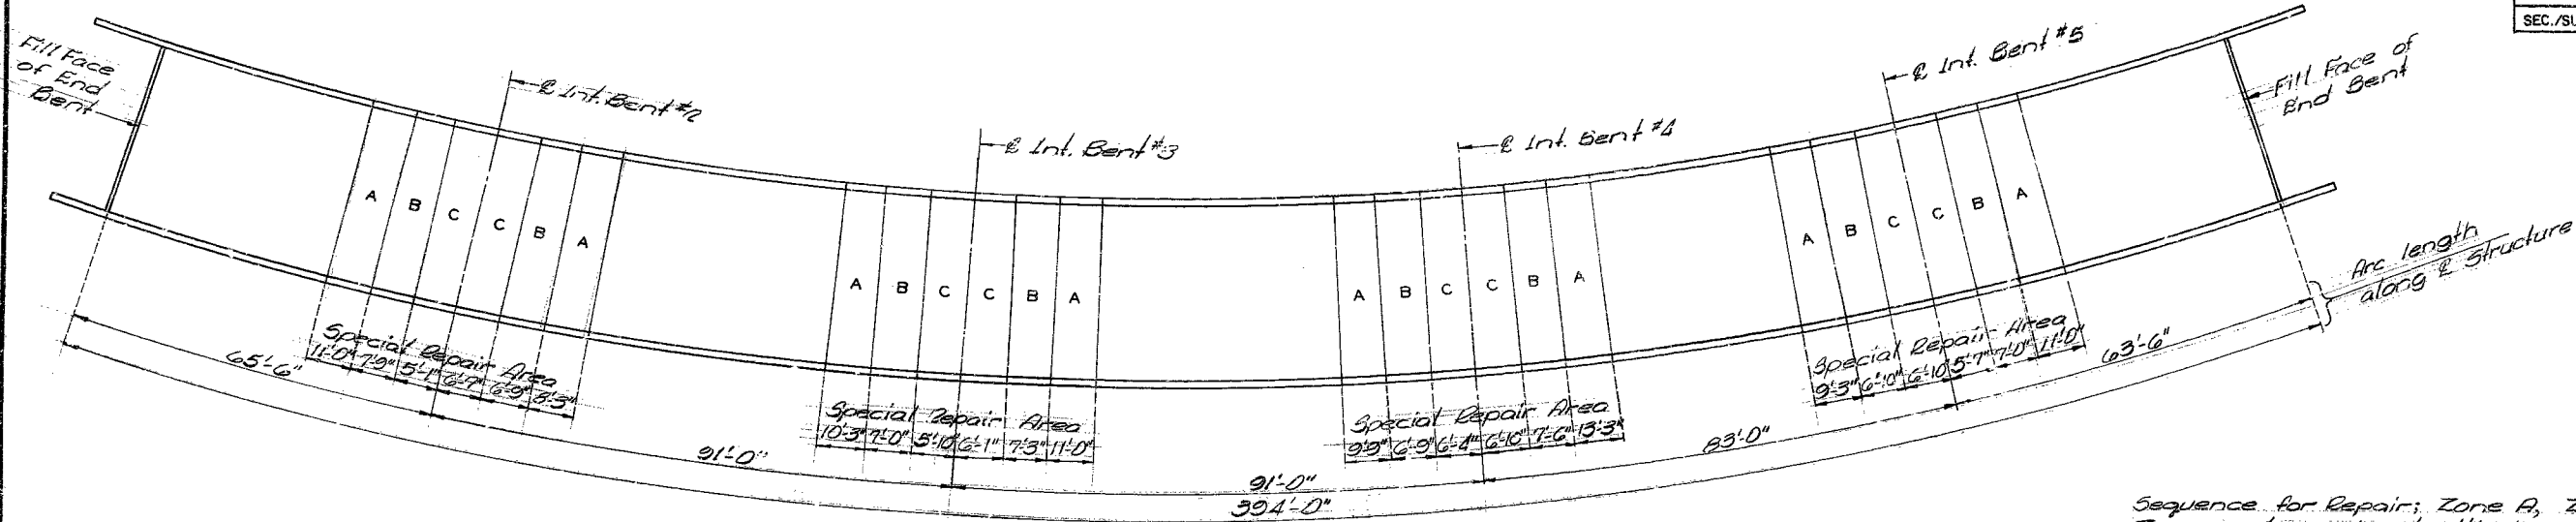 SEC./SU
Fill Face
of End
Bent
℄ Int. Bent #2
℄ Int. Bent #3
℄ Int. Bent #4
℄ Int. Bent #5
Fill Face of
End Bent
A B C C B A
A B C C B A
A B C C B A
A B C C B A
Arc length
along ℄ Structure
Special Repair Area
11'-0" 7'-9" 5'-1" 6'-7" 6'-9" 8'-3"
Special Repair Area
10'-3" 7'-0" 5'-10" 6'-1" 7'-3" 11'-0"
Special Repair Area
9'-9" 6'-9" 6'-4" 6'-10" 7'-6" 13'-3"
Special Repair Area
9'-3" 6'-10" 6'-10" 5'-7" 7'-0" 11'-0"
65'-6"
91'-0"
91'-0"
83'-0"
63'-6"
394'-0"
Sequence for Repair; Zone A, Z